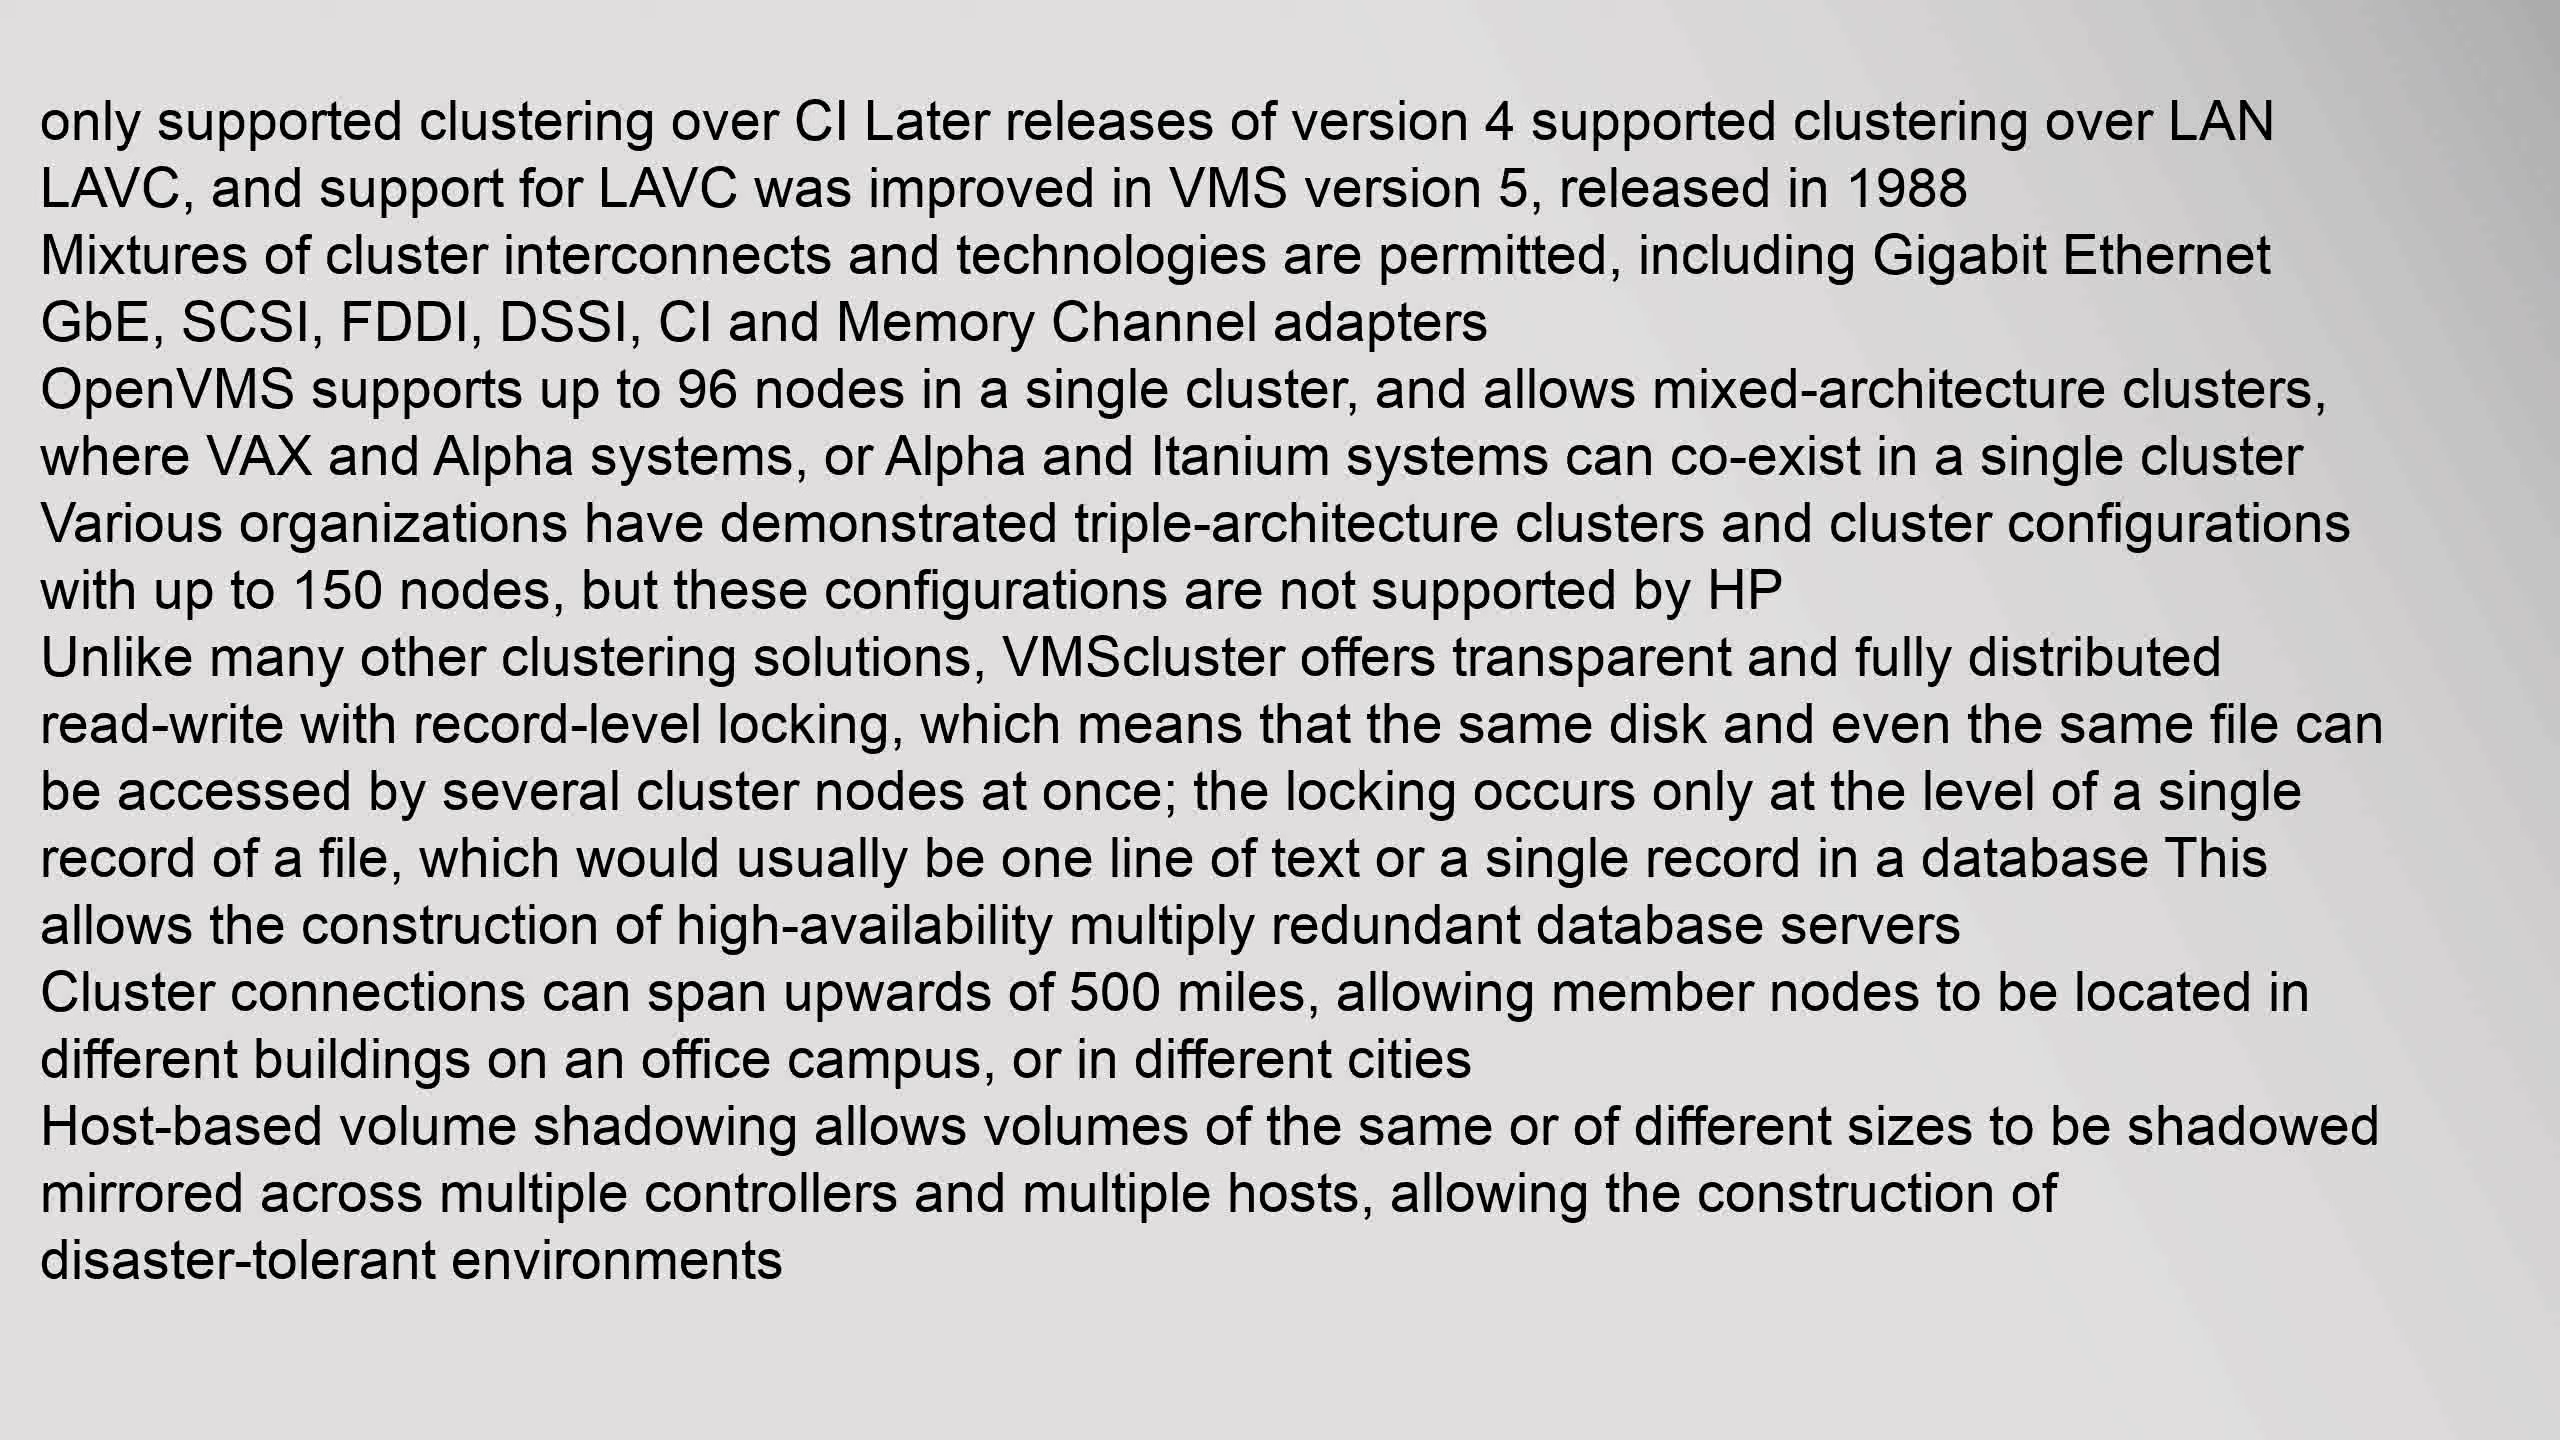 only supported clustering over CI Later releases of version 4 supported clustering over LAN
LAVC, and support for LAVC was improved in VMS version 5, released in 1988
Mixtures of cluster interconnects and technologies are permitted, including Gigabit Ethernet
GbE, SCSI, FDDI, DSSI, CI and Memory Channel adapters
OpenVMS supports up to 96 nodes in a single cluster, and allows mixed-architecture clusters,
where VAX and Alpha systems, or Alpha and Itanium systems can co-exist in a single cluster
Various organizations have demonstrated triple-architecture clusters and cluster configurations
with up to 150 nodes, but these configurations are not supported by HP
Unlike many other clustering solutions, VMScluster offers transparent and fully distributed
read-write with record-level locking, which means that the same disk and even the same file can
be accessed by several cluster nodes at once; the locking occurs only at the level of a single
record of a file, which would usually be one line of text or a single record in a database This
allows the construction of high-availability multiply redundant database servers
Cluster connections can span upwards of 500 miles, allowing member nodes to be located in
different buildings on an office campus, or in different cities
Host-based volume shadowing allows volumes of the same or of different sizes to be shadowed
mirrored across multiple controllers and multiple hosts, allowing the construction of
disaster-tolerant environments